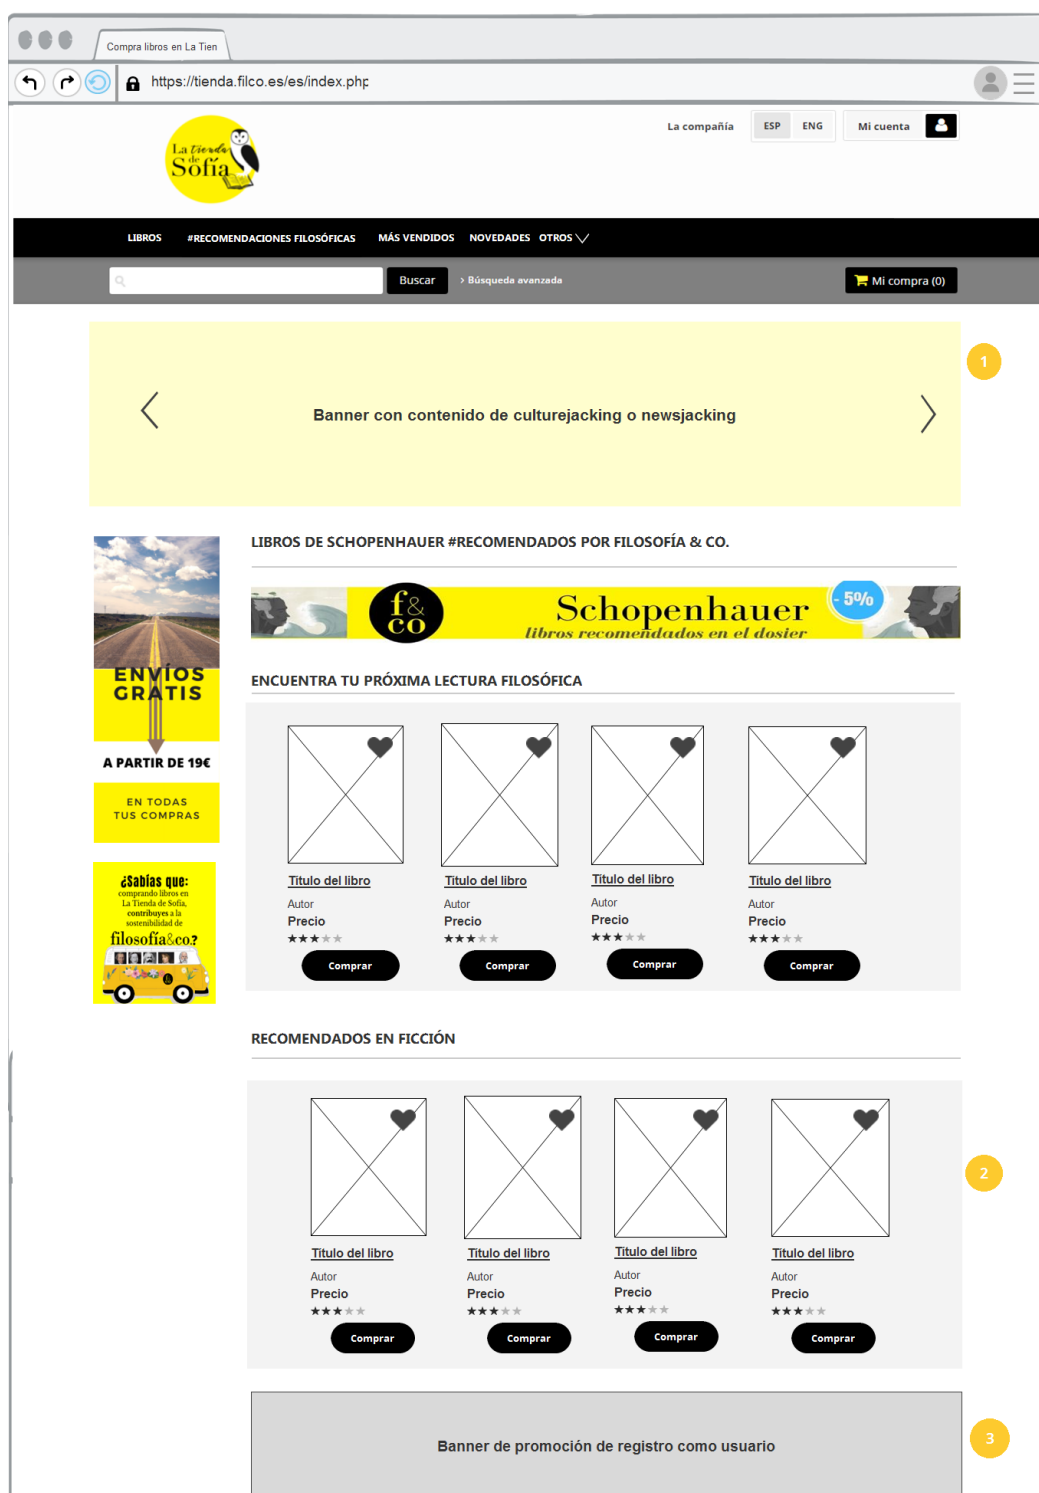 Compra libros en La Tien
https://tienda.filco.es/es/index.php
La compañía
ESP
ENG
Mi cuenta
La tienda
de
Sofía
LIBROS
#RECOMENDACIONES FILOSÓFICAS
MÁS VENDIDOS
NOVEDADES
OTROS
Buscar
> Búsqueda avanzada
Mi compra (0)
1
Banner con contenido de culturejacking o newsjacking
LIBROS DE SCHOPENHAUER #RECOMENDADOS POR FILOSOFÍA & CO.
f&
co
Schopenhauer
libros recomendados en el dosier
- 5%
ENVÍOS
GRATIS
A PARTIR DE 19€
EN TODAS
TUS COMPRAS
¿Sabías que:
comprando libros en
La Tienda de Sofía,
contribuyes a la
sostenibilidad de
filosofía&co.?
ENCUENTRA TU PRÓXIMA LECTURA FILOSÓFICA
Titulo del libro
Autor
Precio
Comprar
Titulo del libro
Autor
Precio
Comprar
Titulo del libro
Autor
Precio
Comprar
Titulo del libro
Autor
Precio
Comprar
RECOMENDADOS EN FICCIÓN
2
Titulo del libro
Autor
Precio
Comprar
Titulo del libro
Autor
Precio
Comprar
Titulo del libro
Autor
Precio
Comprar
Titulo del libro
Autor
Precio
Comprar
Banner de promoción de registro como usuario
3